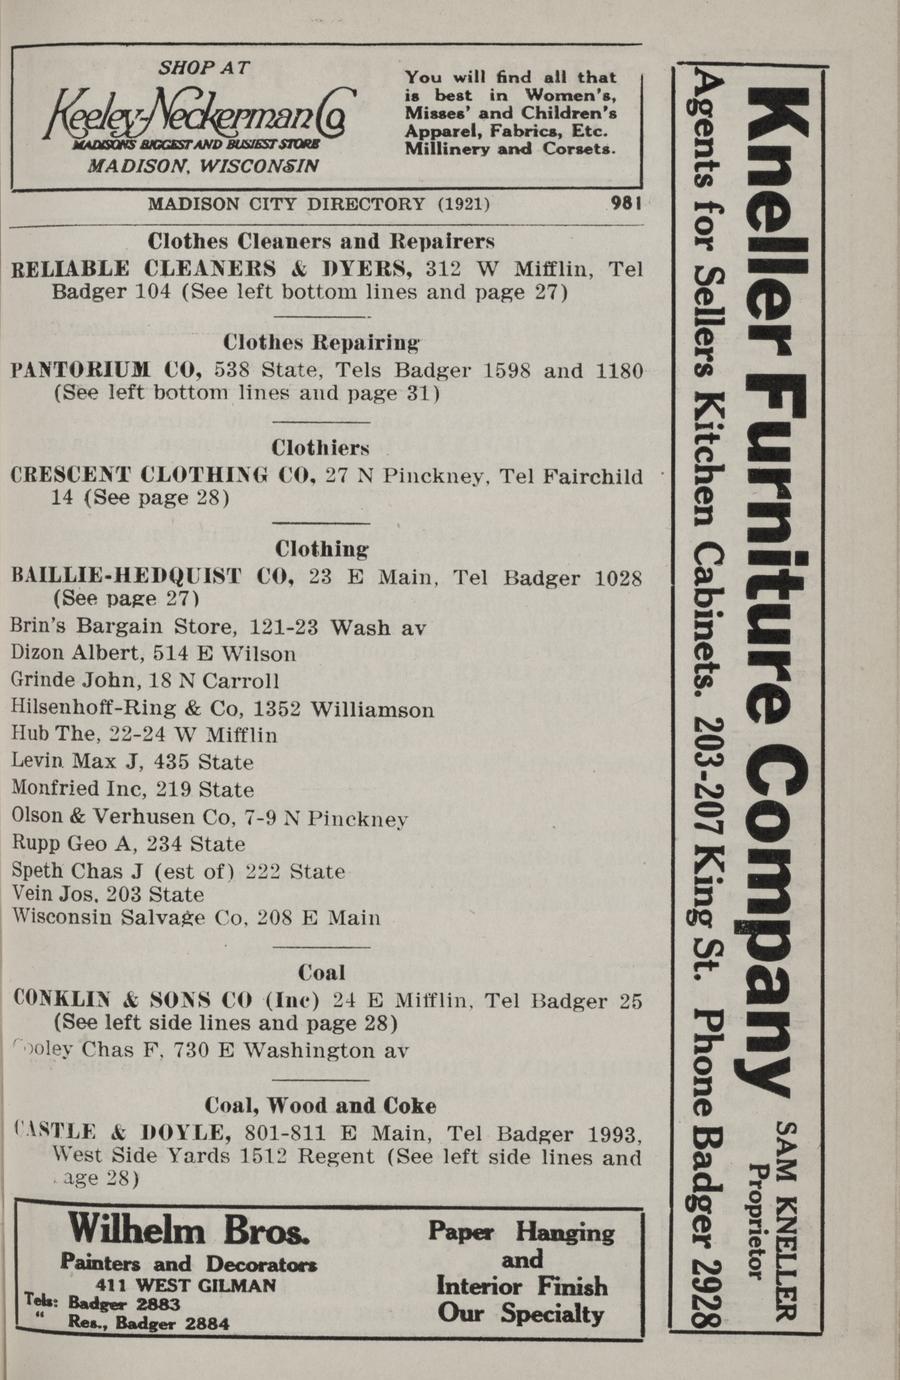 SHOP AT
Keeley-Neckerman Co
MADISON'S BIGGEST AND BUSIEST STORE
MADISON, WISCONSIN
You will find all that
is best in Women's,
Misses' and Children's
Apparel, Fabrics, Etc.
Millinery and Corsets.
MADISON CITY DIRECTORY (1921) 981
Clothes Cleaners and Repairers
RELIABLE CLEANERS & DYERS, 312 W Mifflin, Tel
Badger 104 (See left bottom lines and page 27)
Clothes Repairing
PANTORIUM CO, 538 State, Tels Badger 1598 and 1180
(See left bottom lines and page 31)
Clothiers
CRESCENT CLOTHING CO, 27 N Pinckney, Tel Fairchild
14 (See page 28)
Clothing
BAILLIE-HEDQUIST CO, 23 E Main, Tel Badger 1028
(See page 27)
Brin's Bargain Store, 121-23 Wash av
Dizon Albert, 514 E Wilson
Grinde John, 18 N Carroll
Hilsenhoff-Ring & Co, 1352 Williamson
Hub The, 22-24 W Mifflin
Levin Max J, 435 State
Monfried Inc, 219 State
Olson & Verhusen Co, 7-9 N Pinckney
Rupp Geo A, 234 State
Speth Chas J (est of) 222 State
Vein Jos, 203 State
Wisconsin Salvage Co, 208 E Main
Coal
CONKLIN & SONS CO (Inc) 24 E Mifflin, Tel Badger 25
(See left side lines and page 28)
Cooley Chas F, 730 E Washington av
Coal, Wood and Coke
CASTLE & DOYLE, 801-811 E Main, Tel Badger 1993,
West Side Yards 1512 Regent (See left side lines and
age 28)
Wilhelm Bros.
Painters and Decorators
411 WEST GILMAN
Tels: Badger 2883
" Res., Badger 2884
Paper Hanging
and
Interior Finish
Our Specialty
Kneller Furniture Company
SAM KNELLER
Proprietor
Agents for Sellers Kitchen Cabinets. 203-207 King St. Phone Badger 2928